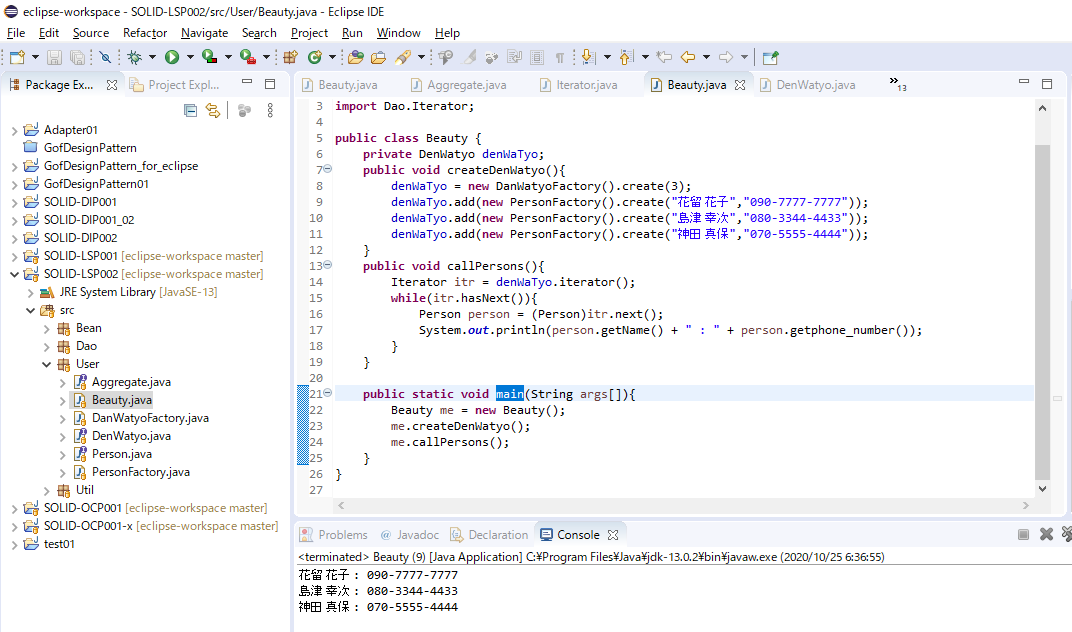 eclipse-workspace - SOLID-LSP002/src/User/Beauty.java - Eclipse IDE
File Edit Source Refactor Navigate Search Project Run Window Help
Package Ex... Project Expl...
Adapter01
GofDesignPattern
GofDesignPattern_for_eclipse
GofDesignPattern01
SOLID-DIP001
SOLID-DIP001_02
SOLID-DIP002
SOLID-LSP001 [eclipse-workspace master]
SOLID-LSP002 [eclipse-workspace master]
JRE System Library [JavaSE-13]
src
Bean
Dao
User
Aggregate.java
Beauty.java
DanWatyoFactory.java
DenWatyo.java
Person.java
PersonFactory.java
Util
SOLID-OCP001 [eclipse-workspace master]
SOLID-OCP001-x [eclipse-workspace master]
test01
Beauty.java Aggregate.java Iterator.java Beauty.java DenWatyo.java »13
3 import Dao.Iterator;
4
5 public class Beauty {
6 private DenWatyo denWaTyo;
7 public void createDenWatyo(){
8 denWaTyo = new DanWatyoFactory().create(3);
9 denWaTyo.add(new PersonFactory().create("花留 花子","090-7777-7777"));
10 denWaTyo.add(new PersonFactory().create("島津 幸次","080-3344-4433"));
11 denWaTyo.add(new PersonFactory().create("神田 真保","070-5555-4444"));
12 }
13 public void callPersons(){
14 Iterator itr = denWaTyo.iterator();
15 while(itr.hasNext()){
16 Person person = (Person)itr.next();
17 System.out.println(person.getName() + " : " + person.getphone_number());
18 }
19 }
20
21 public static void main(String args[]){
22 Beauty me = new Beauty();
23 me.createDenWatyo();
24 me.callPersons();
25 }
26 }
27
Problems @ Javadoc Declaration Console
<terminated> Beauty (9) [Java Application] C:¥Program Files¥Java¥jdk-13.0.2¥bin¥javaw.exe (2020/10/25 6:36:55)
花留 花子 : 090-7777-7777
島津 幸次 : 080-3344-4433
神田 真保 : 070-5555-4444